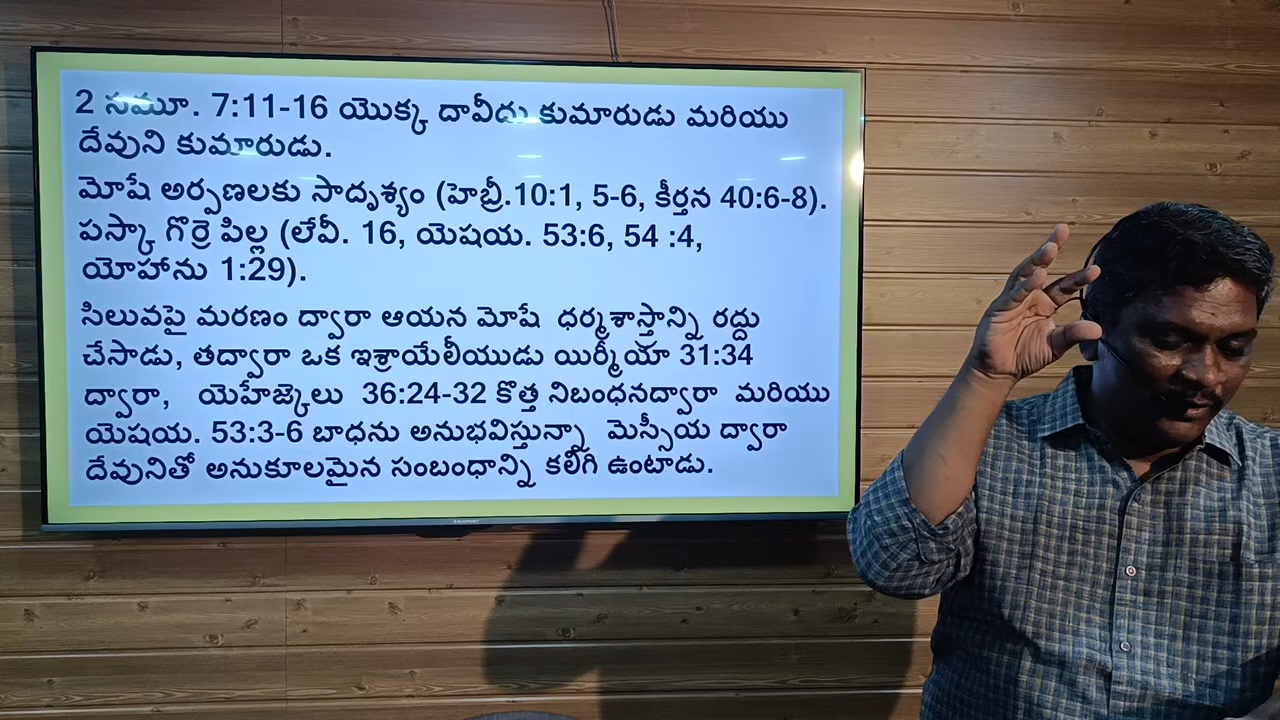 2 సమూ. 7:11-16 యొక్క దావీదు కుమారుడు మరియు
దేవుని కుమారుడు.
మోషే అర్పణలకు సాదృశ్యం (హెబ్రీ.10:1, 5-6, కీర్తన 40:6-8).
పస్కా గొర్రె పిల్ల (లేవీ. 16, యెషయ. 53:6, 54 :4,
యోహాను 1:29).
సిలువపై మరణం ద్వారా ఆయన మోషే ధర్మశాస్త్రాన్ని రద్దు
చేసాడు, తద్వారా ఒక ఇశ్రాయేలీయుడు యిర్మీయా 31:34
ద్వారా, యెహేజ్కెలు 36:24-32 కొత్త నిబంధనద్వారా మరియు
యెషయ. 53:3-6 బాధను అనుభవిస్తున్నా మెస్సీయ ద్వారా
దేవునితో అనుకూలమైన సంబంధాన్ని కలిగి ఉంటాడు.